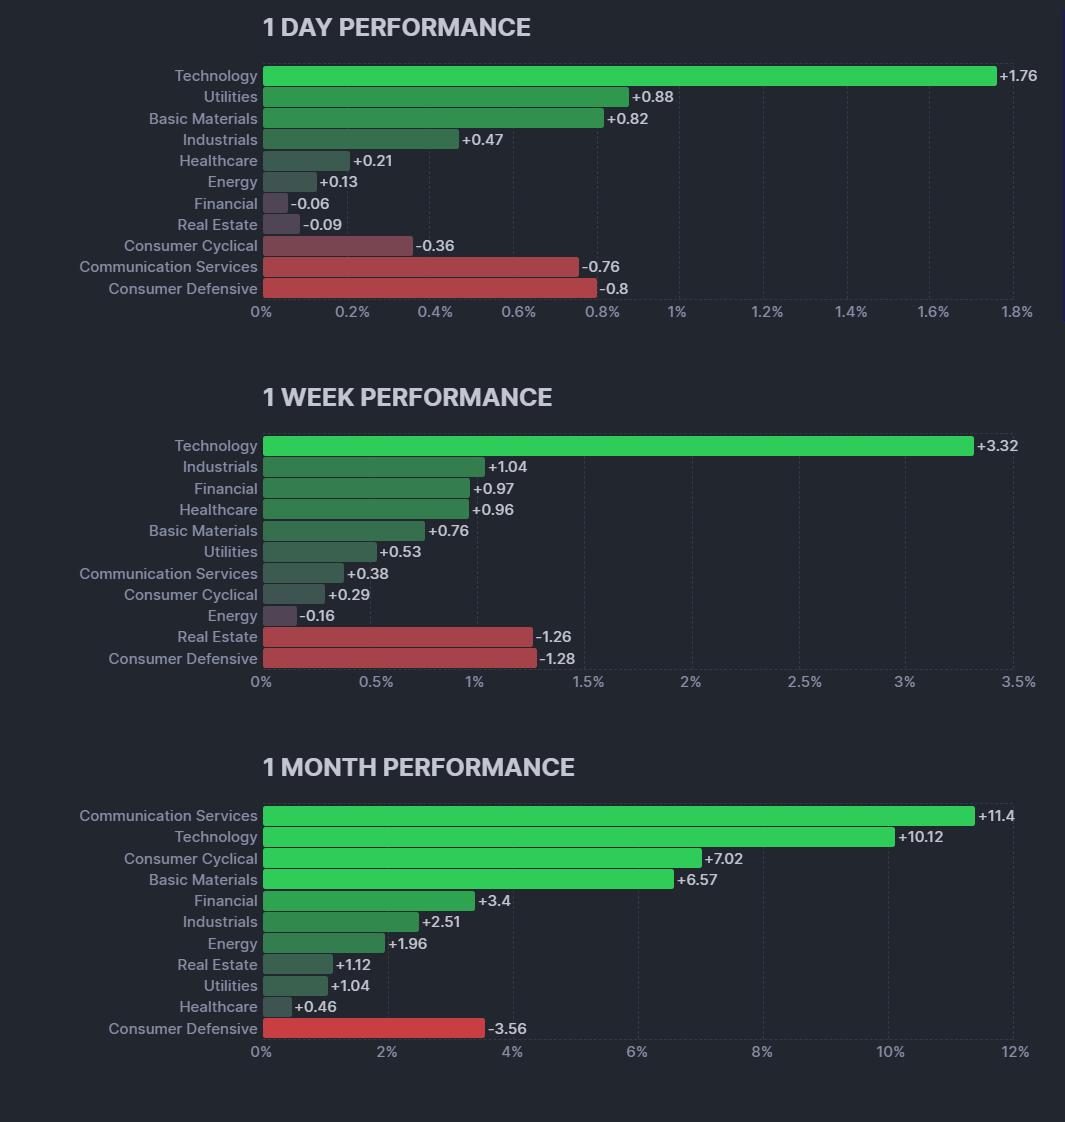 1 DAY PERFORMANCE
Technology +1.76
Utilities +0.88
Basic Materials +0.82
Industrials +0.47
Healthcare +0.21
Energy +0.13
Financial -0.06
Real Estate -0.09
Consumer Cyclical -0.36
Communication Services -0.76
Consumer Defensive -0.8
0% 0.2% 0.4% 0.6% 0.8% 1% 1.2% 1.4% 1.6% 1.8%
1 WEEK PERFORMANCE
Technology +3.32
Industrials +1.04
Financial +0.97
Healthcare +0.96
Basic Materials +0.76
Utilities +0.53
Communication Services +0.38
Consumer Cyclical +0.29
Energy -0.16
Real Estate -1.26
Consumer Defensive -1.28
0% 0.5% 1% 1.5% 2% 2.5% 3% 3.5%
1 MONTH PERFORMANCE
Communication Services +11.4
Technology +10.12
Consumer Cyclical +7.02
Basic Materials +6.57
Financial +3.4
Industrials +2.51
Energy +1.96
Real Estate +1.12
Utilities +1.04
Healthcare +0.46
Consumer Defensive -3.56
0% 2% 4% 6% 8% 10% 12%